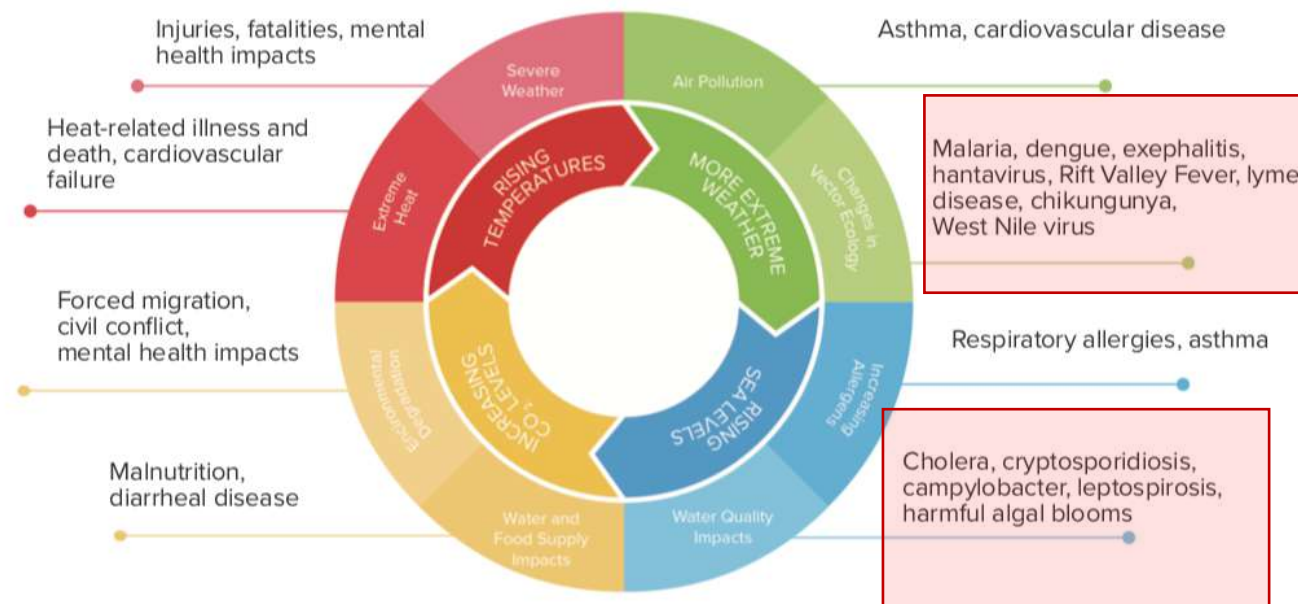 Injuries, fatalities, mental
health impacts
Severe
Weather
Air Pollution
Asthma, cardiovascular disease
Heat-related illness and
death, cardiovascular
failure
Extreme
Heat
RISING
TEMPERATURES
MORE EXTREME
WEATHER
Changes in
Vector Ecology
Malaria, dengue, exephalitis,
hantavirus, Rift Valley Fever, lyme
disease, chikungunya,
West Nile virus
Forced migration,
civil conflict,
mental health impacts
Environmental
Degradation
INCREASING
CO₂ LEVELS
RISING
SEA LEVELS
Increasing
Allergens
Respiratory allergies, asthma
Malnutrition,
diarrheal disease
Water and
Food Supply
Impacts
Water Quality
Impacts
Cholera, cryptosporidiosis,
campylobacter, leptospirosis,
harmful algal blooms